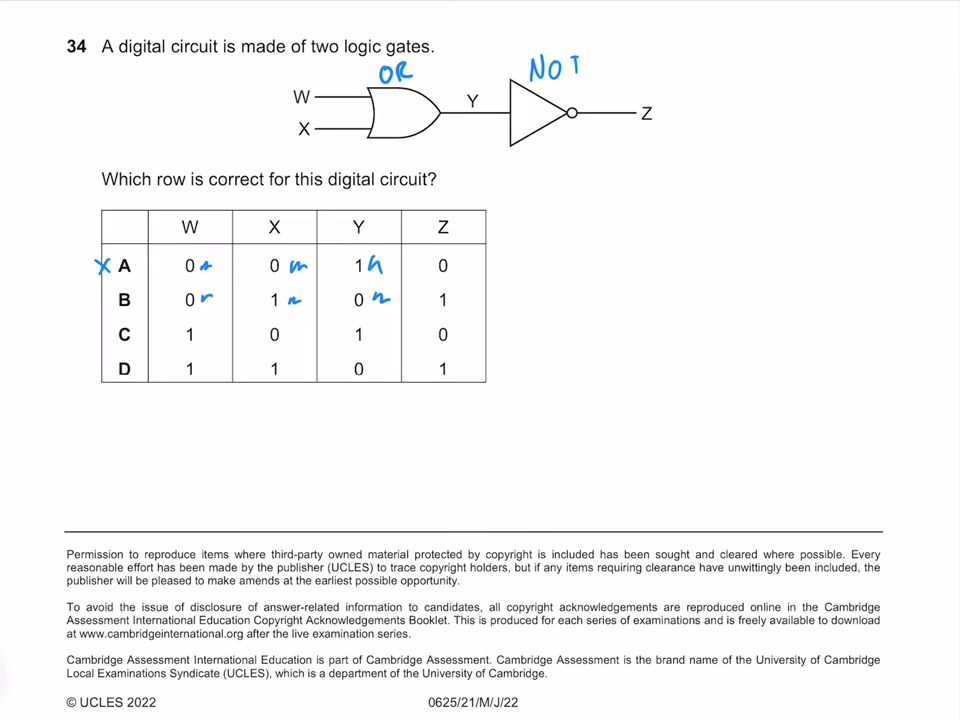 34 A digital circuit is made of two logic gates.
OR NOT
W
X
Y
Z
Which row is correct for this digital circuit?
W X Y Z
X A 0 0 1 0
B 0 1 0 1
C 1 0 1 0
D 1 1 0 1
Permission to reproduce items where third-party owned material protected by copyright is included has been sought and cleared where possible. Every
reasonable effort has been made by the publisher (UCLES) to trace copyright holders, but if any items requiring clearance have unwittingly been included, the
publisher will be pleased to make amends at the earliest possible opportunity.
To avoid the issue of disclosure of answer-related information to candidates, all copyright acknowledgements are reproduced online in the Cambridge
Assessment International Education Copyright Acknowledgements Booklet. This is produced for each series of examinations and is freely available to download
at www.cambridgeinternational.org after the live examination series.
Cambridge Assessment International Education is part of Cambridge Assessment. Cambridge Assessment is the brand name of the University of Cambridge
Local Examinations Syndicate (UCLES), which is a department of the University of Cambridge.
© UCLES 2022 0625/21/M/J/22